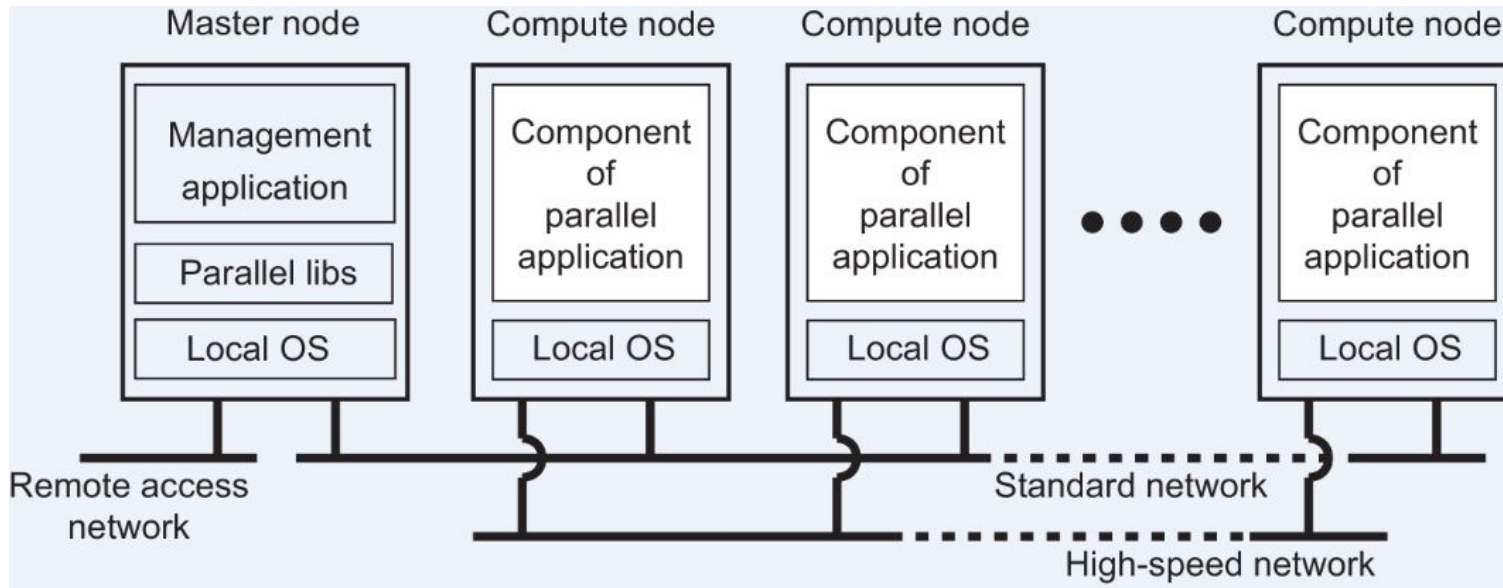 Master node
Compute node
Compute node
Compute node
Management
application
Parallel libs
Local OS
Component
of
parallel
application
Local OS
Component
of
parallel
application
Local OS
Component
of
parallel
application
Local OS
Remote access
network
Standard network
High-speed network